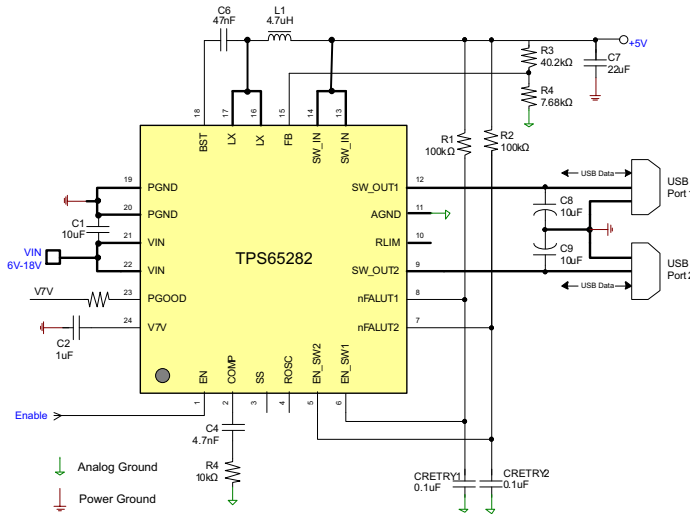 C6
47nF
L1
4.7uH
+5V
R3
40.2kΩ
C7
22uF
R4
7.68kΩ
R1
100kΩ
R2
100kΩ
18
17
16
15
14
13
BST
LX
LX
FB
SW_IN
SW_IN
19
PGND
20
PGND
C1
10uF
21
VIN
VIN
6V-18V
22
VIN
V7V
23
PGOOD
24
V7V
C2
1uF
TPS65282
SW_OUT1
12
AGND
11
RLIM
10
SW_OUT2
9
nFALUT1
8
nFALUT2
7
USB Data
USB
Port 1
C8
10uF
C9
10uF
USB
Port 2
USB Data
EN
COMP
SS
ROSC
EN_SW2
EN_SW1
1
2
3
4
5
6
Enable
C4
4.7nF
R4
10kΩ
CRETRY1
0.1uF
CRETRY2
0.1uF
Analog Ground
Power Ground